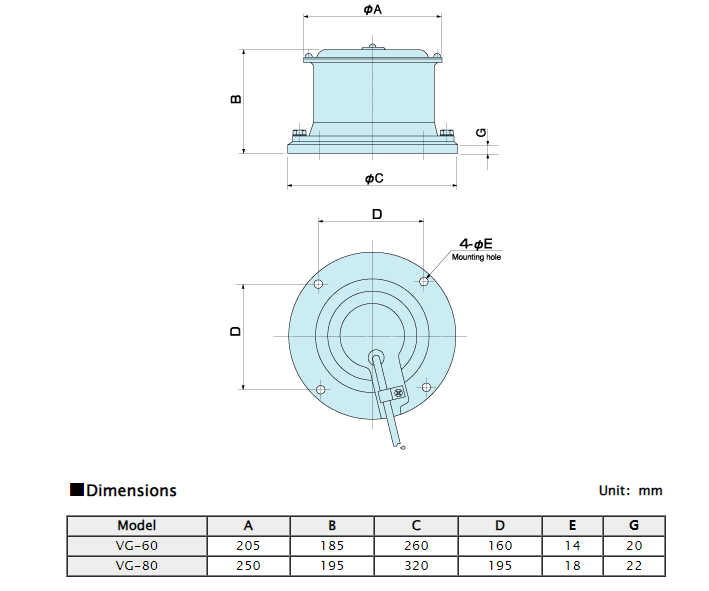 φA
B
G
φC
D
4-φE
Mounting hole
D
Dimensions
Unit: mm
Model A B C D E G
VG-60 205 185 260 160 14 20
VG-80 250 195 320 195 18 22